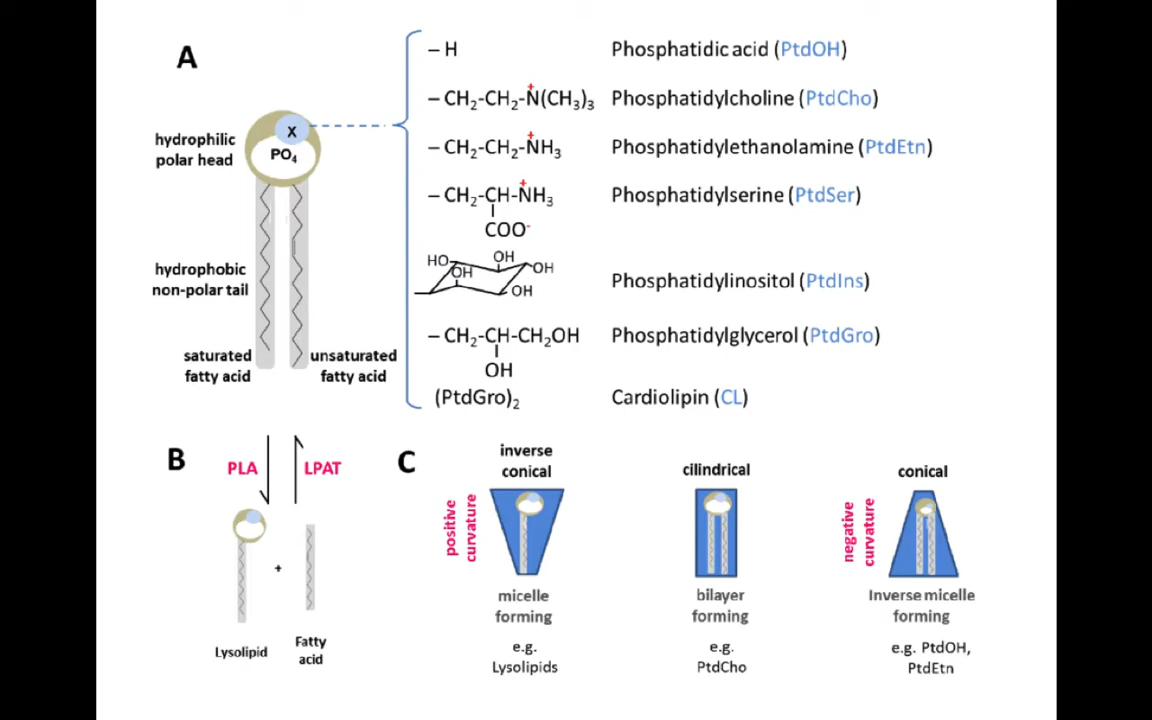 A
– H
Phosphatidic acid (PtdOH)
– CH₂-CH₂-N⁺(CH₃)₃
Phosphatidylcholine (PtdCho)
– CH₂-CH₂-N⁺H₃
Phosphatidylethanolamine (PtdEtn)
– CH₂-CH-N⁺H₃
COO⁻
Phosphatidylserine (PtdSer)
HO OH OH OH OH
Phosphatidylinositol (PtdIns)
– CH₂-CH-CH₂OH
OH
Phosphatidylglycerol (PtdGro)
(PtdGro)₂
Cardiolipin (CL)
hydrophilic
polar head
X
PO₄
hydrophobic
non-polar tail
saturated
fatty acid
unsaturated
fatty acid
B
PLA
LPAT
+
Lysolipid
Fatty
acid
C
inverse
conical
positive
curvature
micelle
forming
e.g.
Lysolipids
cilindrical
bilayer
forming
e.g.
PtdCho
conical
negative
curvature
Inverse micelle
forming
e.g. PtdOH,
PtdEtn